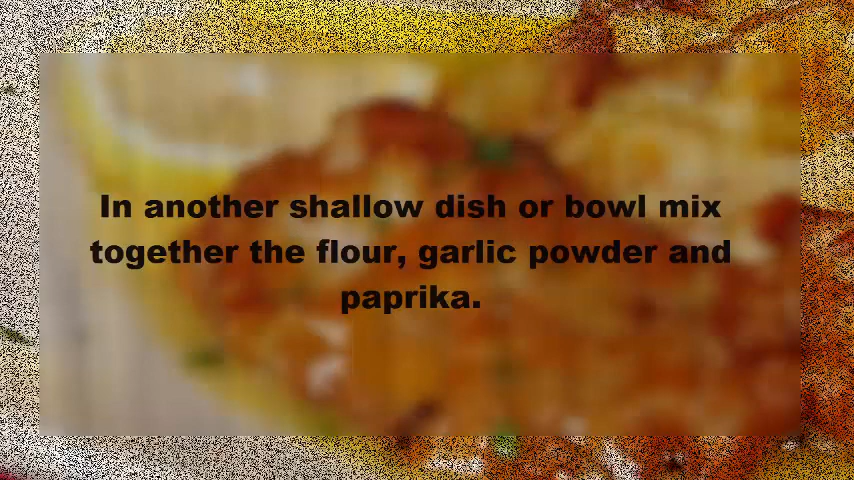 In another shallow dish or bowl mix
together the flour, garlic powder and
paprika.